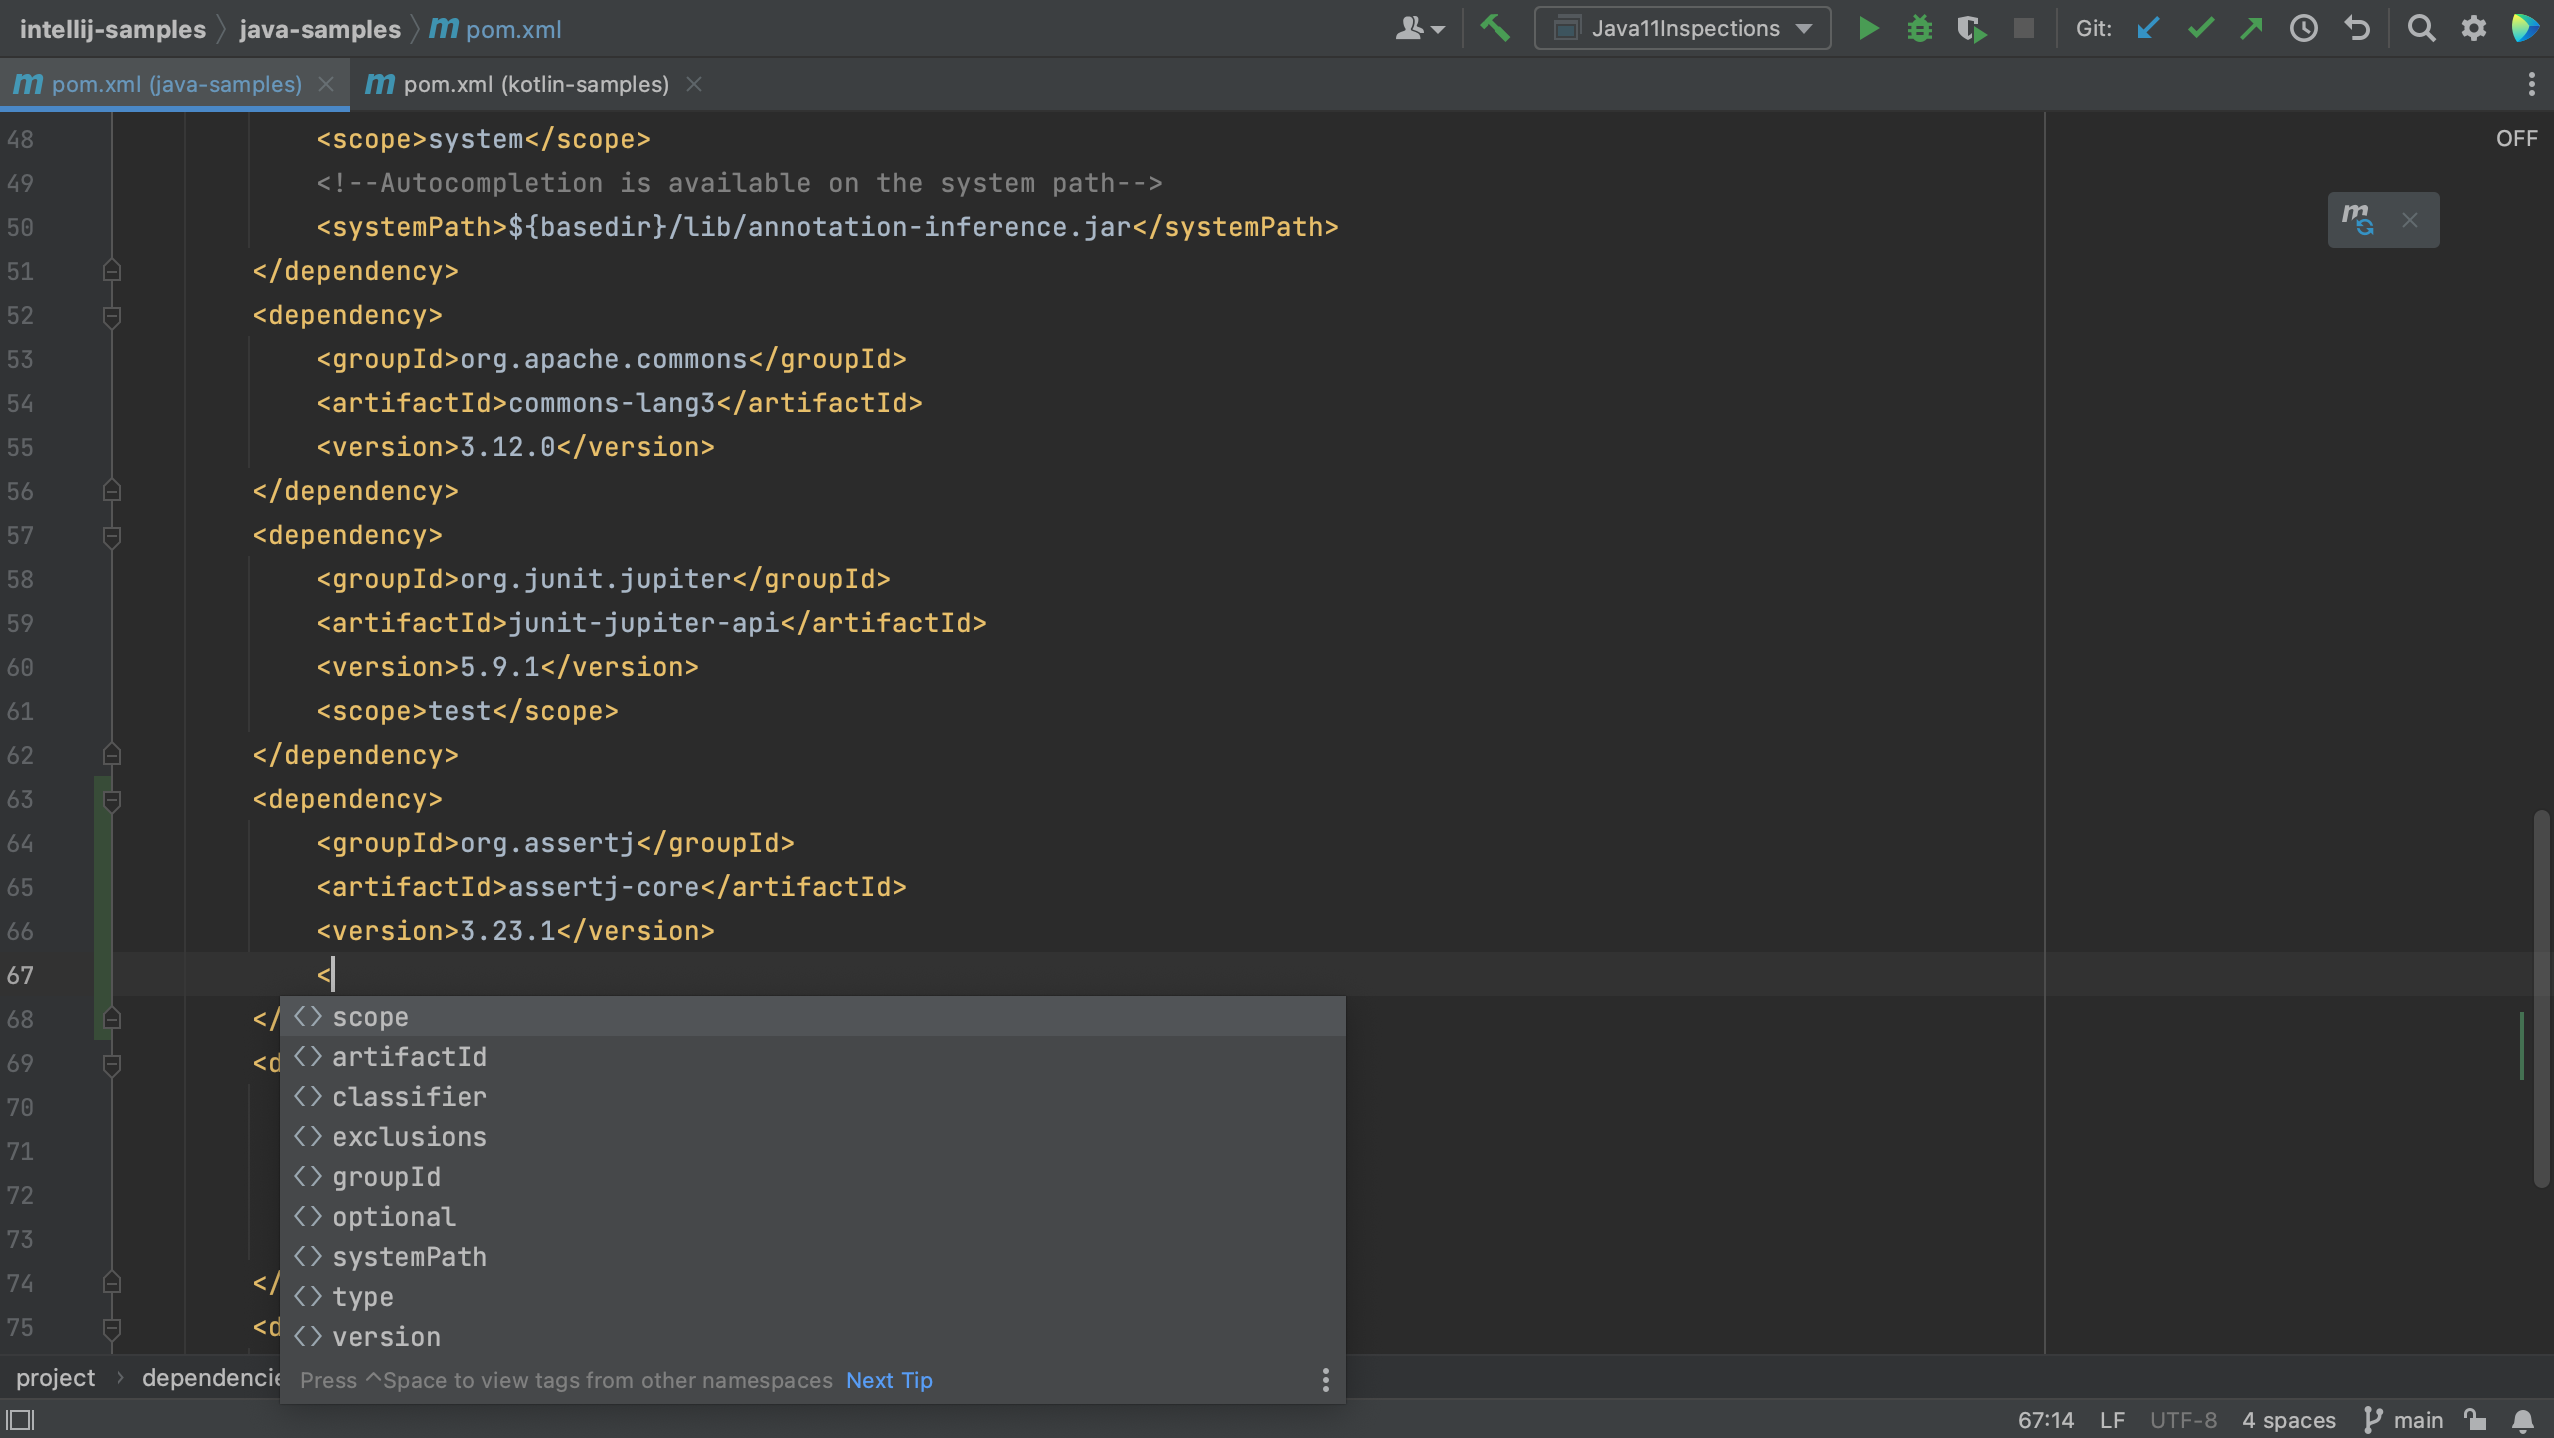 intellij-samples java-samples m pom.xml Java11Inspections Git:
m pom.xml (java-samples) m pom.xml (kotlin-samples)
OFF
48 <scope>system</scope>
49 <!--Autocompletion is available on the system path-->
50 <systemPath>${basedir}/lib/annotation-inference.jar</systemPath>
m
51 </dependency>
52 <dependency>
53 <groupId>org.apache.commons</groupId>
54 <artifactId>commons-lang3</artifactId>
55 <version>3.12.0</version>
56 </dependency>
57 <dependency>
58 <groupId>org.junit.jupiter</groupId>
59 <artifactId>junit-jupiter-api</artifactId>
60 <version>5.9.1</version>
61 <scope>test</scope>
62 </dependency>
63 <dependency>
64 <groupId>org.assertj</groupId>
65 <artifactId>assertj-core</artifactId>
66 <version>3.23.1</version>
67 <
68 </
69 <d
70
71
72
73
74 </
75 <d
<> scope
<> artifactId
<> classifier
<> exclusions
<> groupId
<> optional
<> systemPath
<> type
<> version
Press ^Space to view tags from other namespaces Next Tip
project › dependencie
67:14 LF UTF-8 4 spaces main